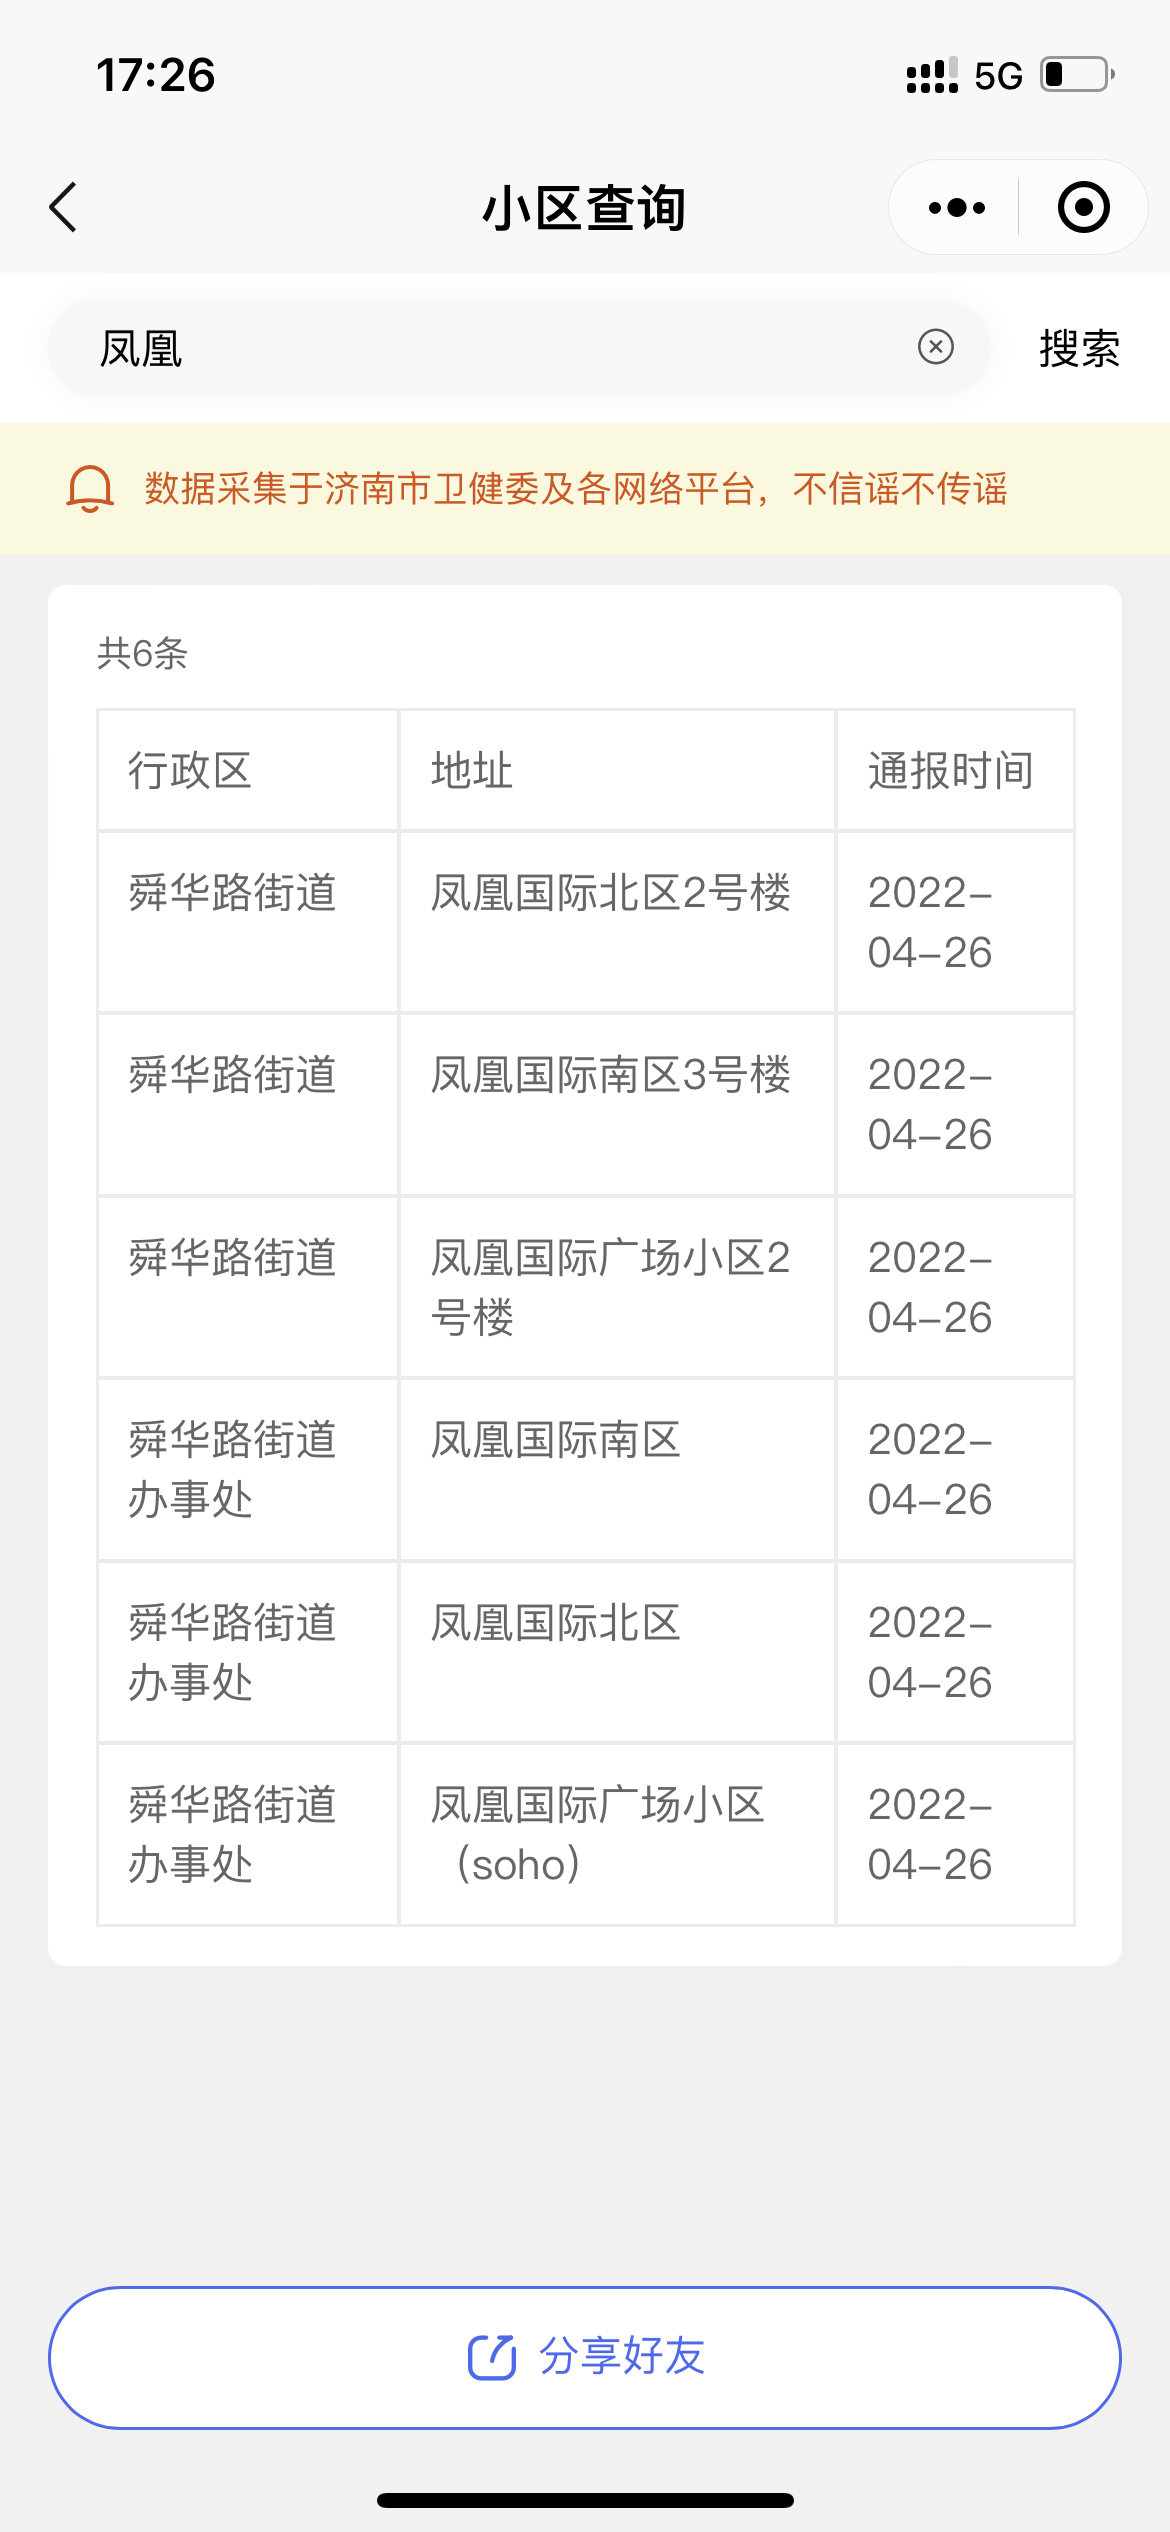 17:26
5G
小区查询
凤凰
搜索
数据采集于济南市卫健委及各网络平台，不信谣不传谣
共6条
行政区 地址 通报时间
舜华路街道 凤凰国际北区2号楼 2022-
04-26
舜华路街道 凤凰国际南区3号楼 2022-
04-26
舜华路街道 凤凰国际广场小区2 2022-
号楼 04-26
舜华路街道 凤凰国际南区 2022-
办事处 04-26
舜华路街道 凤凰国际北区 2022-
办事处 04-26
舜华路街道 凤凰国际广场小区 2022-
办事处 （soho） 04-26
分享好友